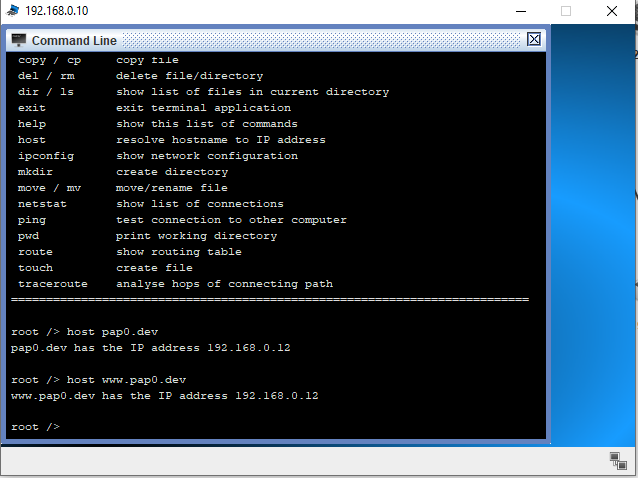 192.168.0.10
Command Line
copy / cp      copy file
del / rm      delete file/directory
dir / ls      show list of files in current directory
exit          exit terminal application
help          show this list of commands
host          resolve hostname to IP address
ipconfig      show network configuration
mkdir         create directory
move / mv     move/rename file
netstat       show list of connections
ping          test connection to other computer
pwd           print working directory
route         show routing table
touch         create file
traceroute    analyse hops of connecting path
==========================================================================
root /> host pap0.dev
pap0.dev has the IP address 192.168.0.12
root /> host www.pap0.dev
www.pap0.dev has the IP address 192.168.0.12
root />